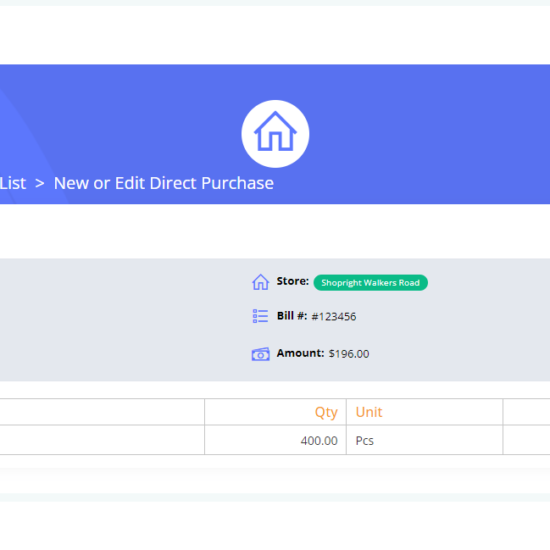 List > New or Edit Direct Purchase
Store: Shopright Walkers Road
Bill #: #123456
Amount: $196.00
Qty Unit
400.00 Pcs